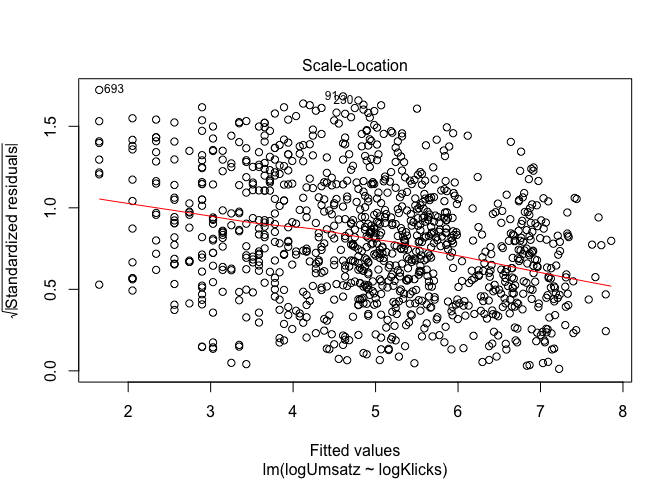 Scale-Location
√|Standardized residuals|
693
230
0.0 0.5 1.0 1.5
2 3 4 5 6 7 8
Fitted values
lm(logUmsatz ~ logKlicks)